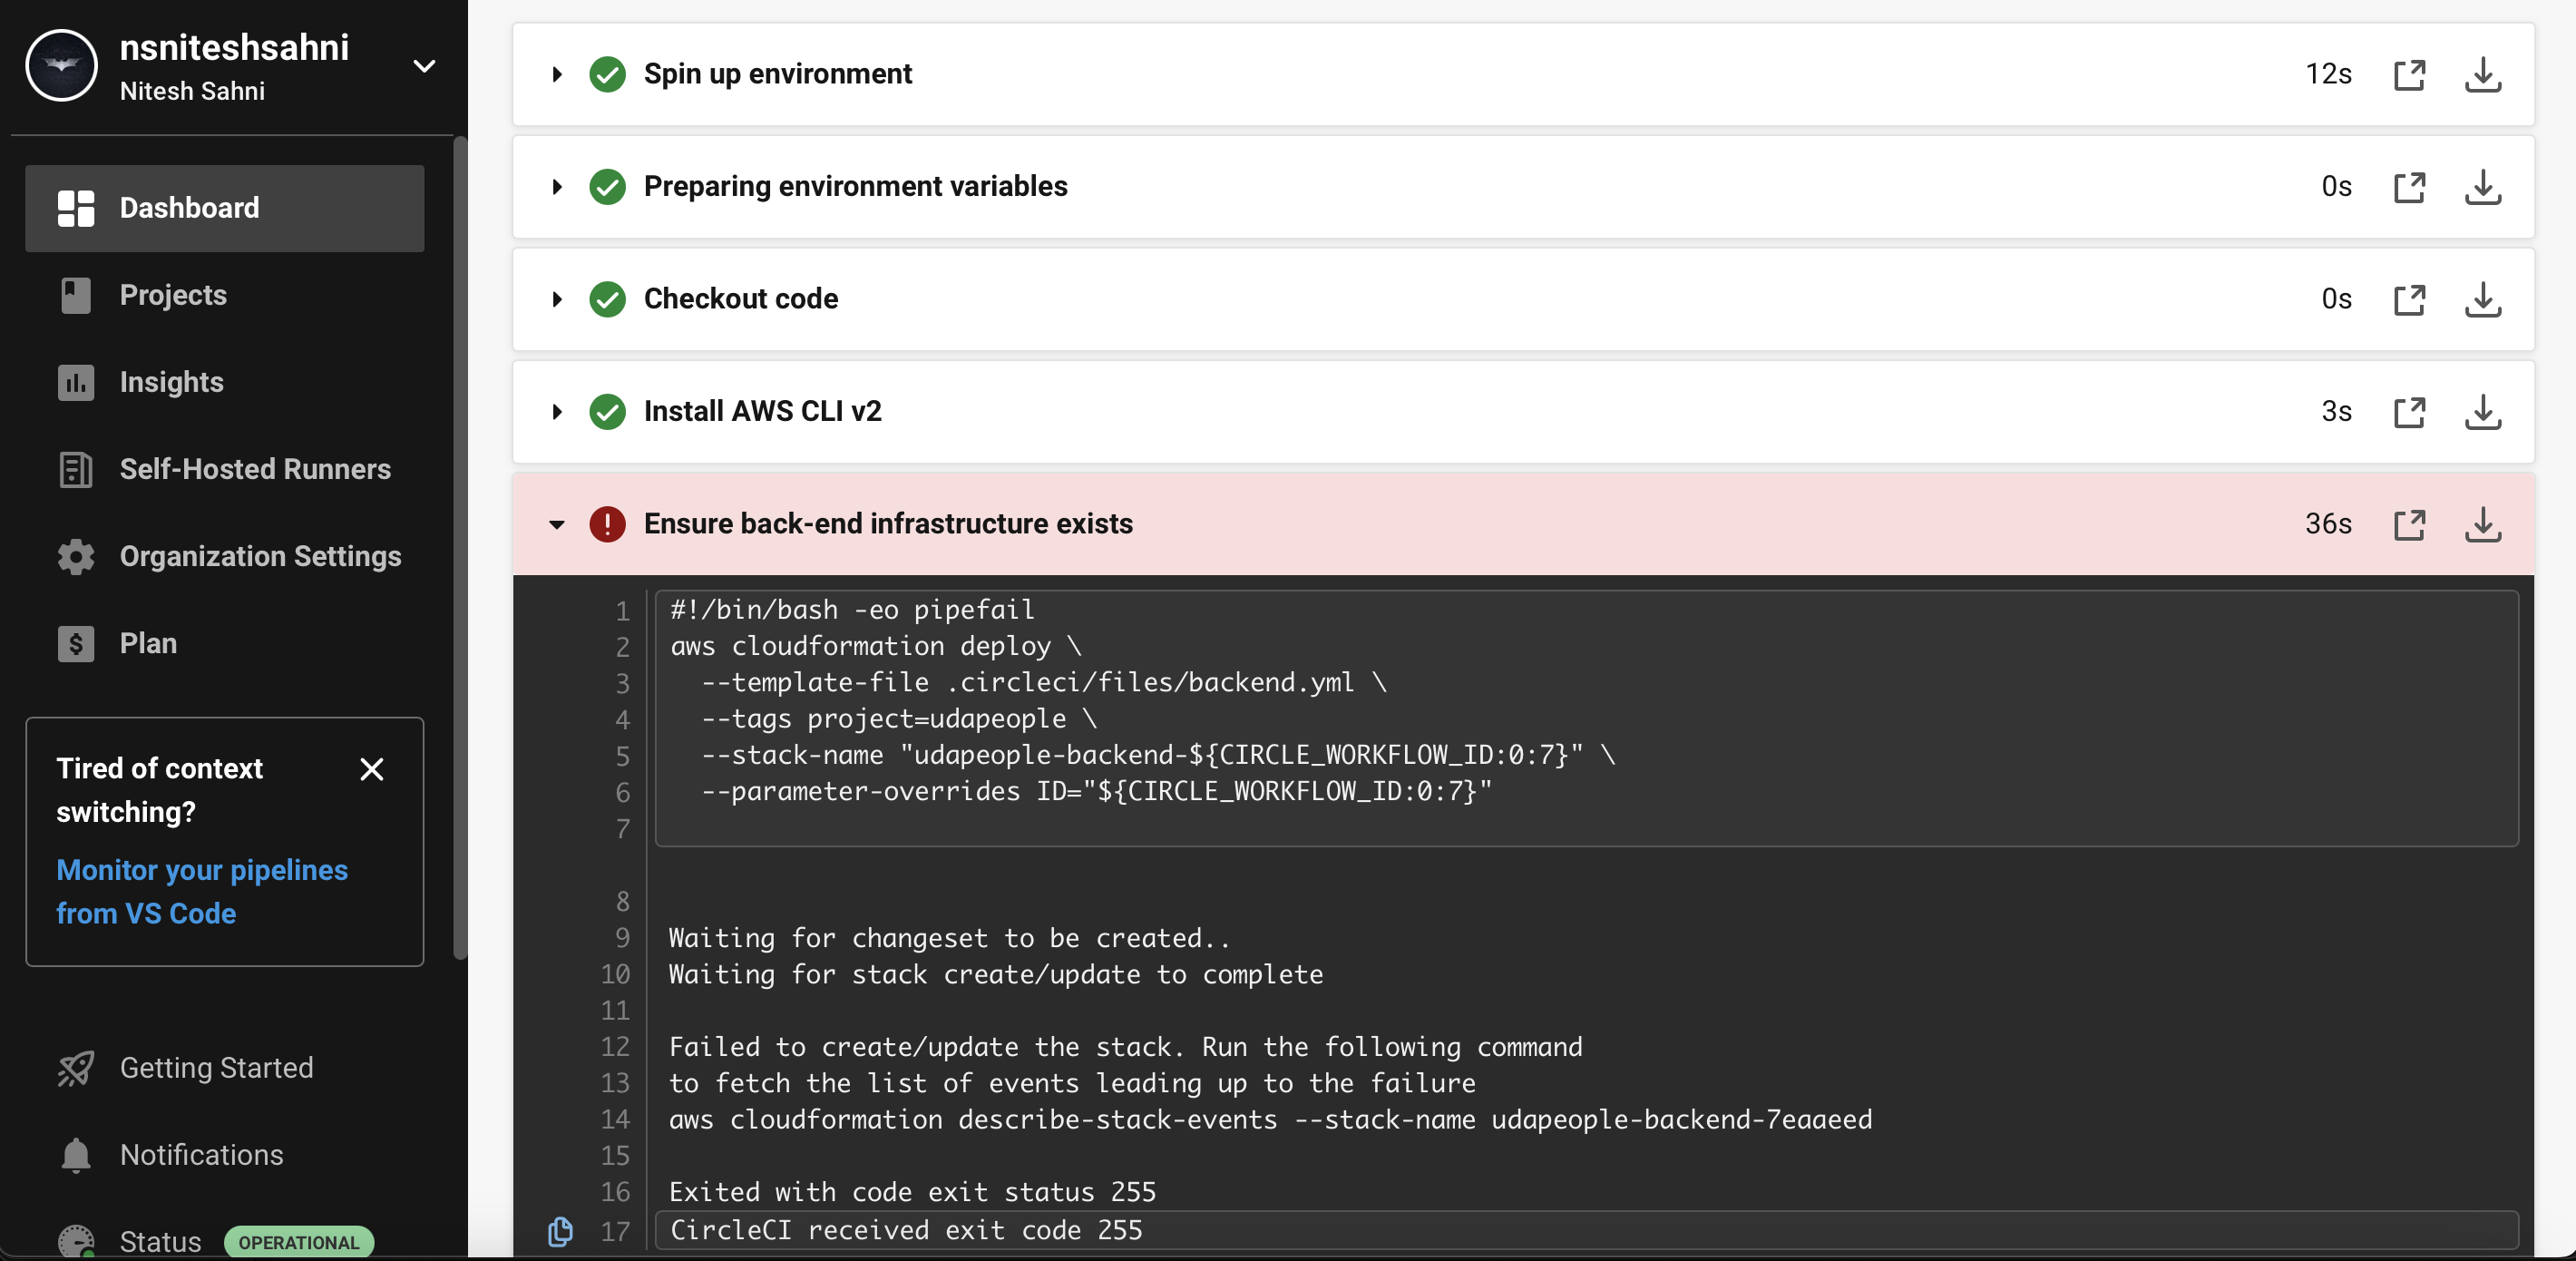 nsniteshsahni
Nitesh Sahni
Dashboard
Projects
Insights
Self-Hosted Runners
Organization Settings
$ Plan
Tired of context
switching?
Monitor your pipelines
from VS Code
Getting Started
Notifications
Status OPERATIONAL
Spin up environment 12s
Preparing environment variables 0s
Checkout code 0s
Install AWS CLI v2 3s
! Ensure back-end infrastructure exists 36s
1 #!/bin/bash -eo pipefail
2 aws cloudformation deploy \
3 --template-file .circleci/files/backend.yml \
4 --tags project=udapeople \
5 --stack-name "udapeople-backend-${CIRCLE_WORKFLOW_ID:0:7}" \
6 --parameter-overrides ID="${CIRCLE_WORKFLOW_ID:0:7}"
7
8
9 Waiting for changeset to be created..
10 Waiting for stack create/update to complete
11
12 Failed to create/update the stack. Run the following command
13 to fetch the list of events leading up to the failure
14 aws cloudformation describe-stack-events --stack-name udapeople-backend-7eaaeed
15
16 Exited with code exit status 255
17 CircleCI received exit code 255